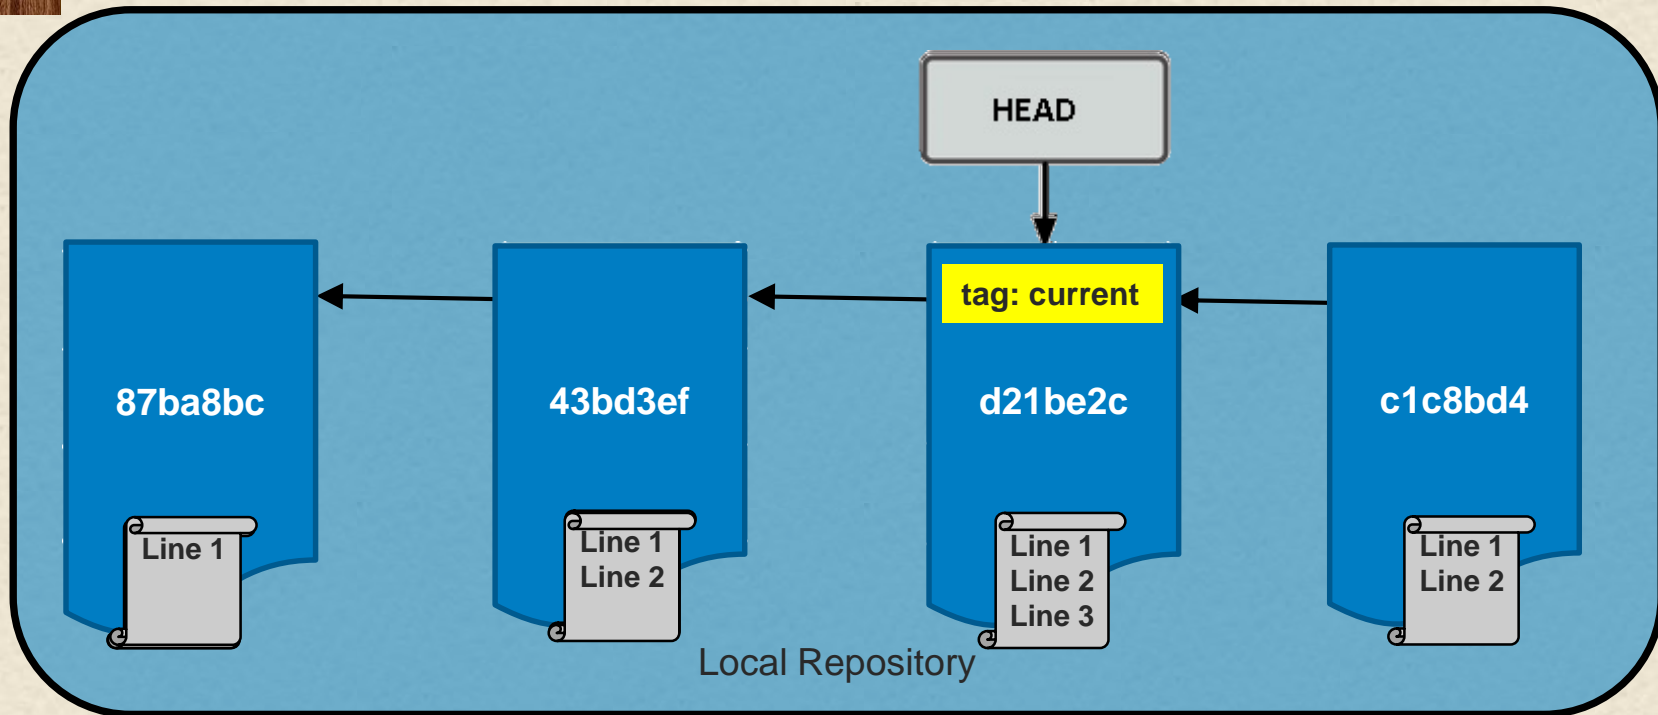 HEAD
tag: current
87ba8bc
43bd3ef
d21be2c
c1c8bd4
Line 1
Line 1
Line 2
Line 1
Line 2
Line 3
Line 1
Line 2
Local Repository